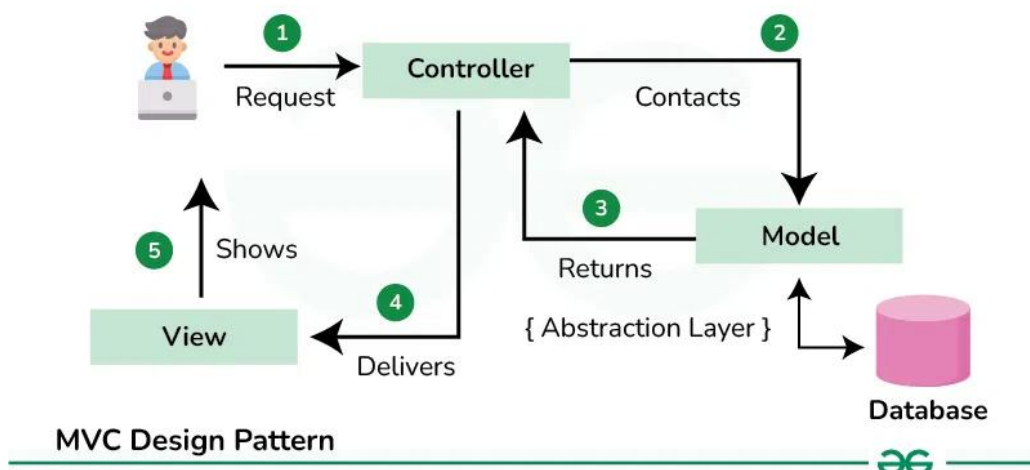 1
2
Controller
Request
Contacts
3
Model
5
Shows
Returns
4
{ Abstraction Layer }
View
Delivers
Database
MVC Design Pattern